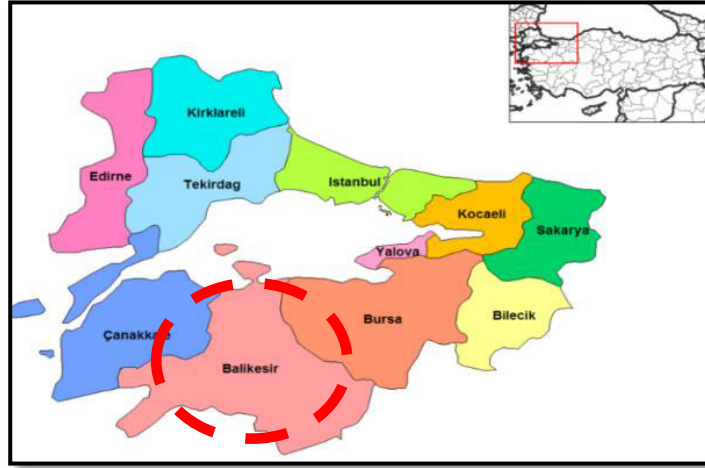 Kirklareli
Edirne
Tekirdag
Istanbul
Kocaeli
Sakarya
Yalova
Çanakkale
Balikesir
Bursa
Bilecik